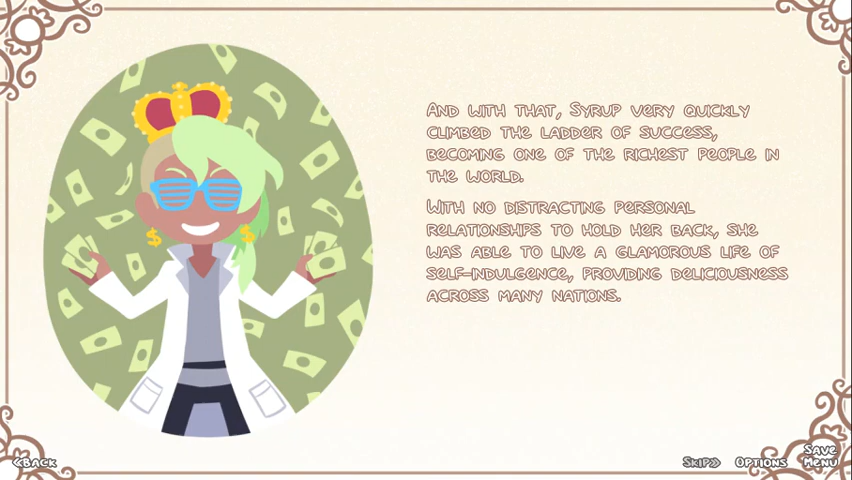 And with that, Syrup very quickly
climbed the ladder of success,
becoming one of the richest people in
the world.
With no distracting personal
relationships to hold her back, she
was able to live a glamorous life of
self-indulgence, providing deliciousness
across many nations.
Save
«Back Skip» Options Menu